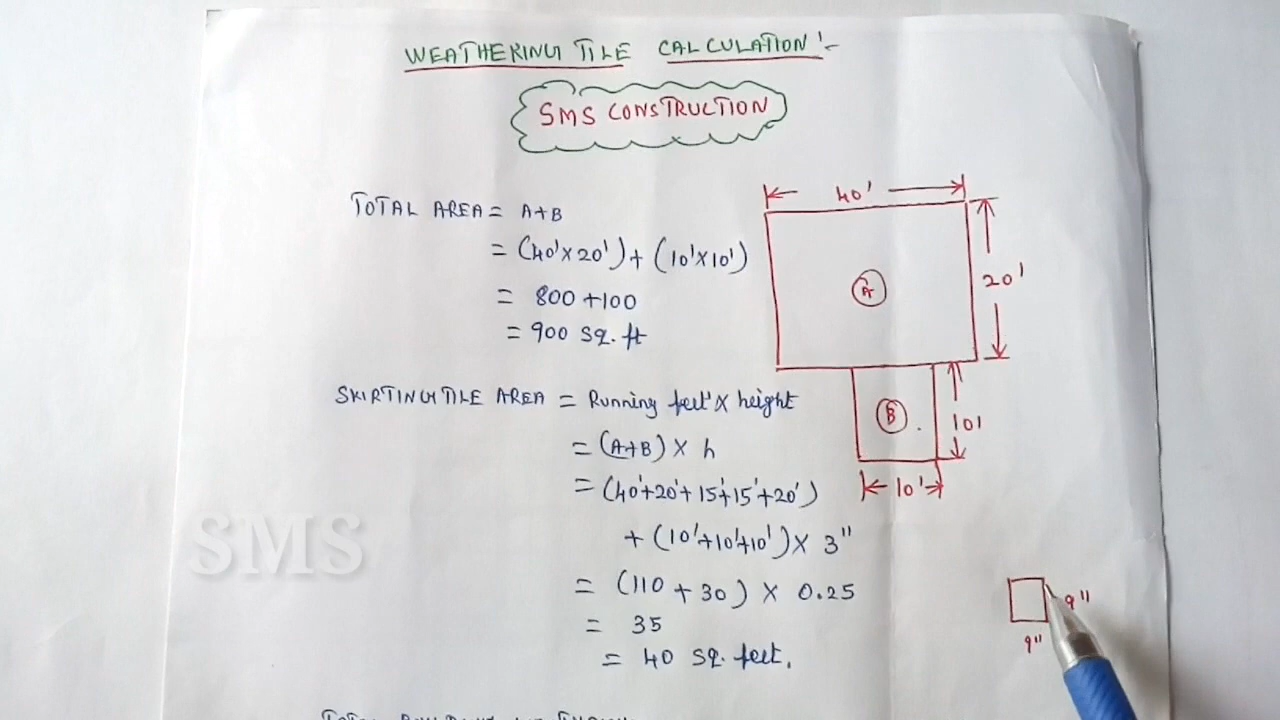 WEATHERING TILE CALCULATION :-
SMS CONSTRUCTION
TOTAL AREA = A+B
= (40'X20') + (10'X10')
= 800 +100
= 900 SQ.ft
SKIRTING TILE AREA = Running feet X height
= (A+B) X h
= (40'+20'+15'+15'+20')
+ (10'+10'+10') X 3"
= (110 + 30) X 0.25
= 35
= 40 SQ. feet.
40'
A
20'
B
10'
10'
9"
9"
SMS